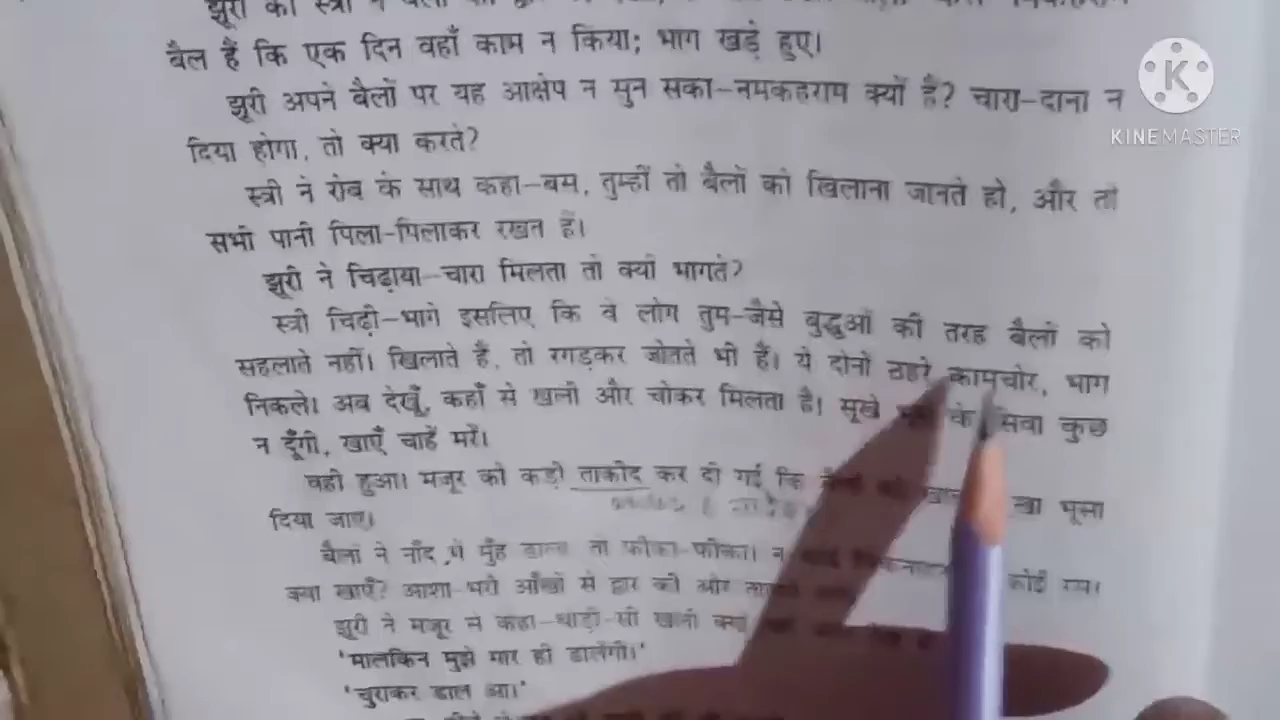 झूरी की स्त्री ने बैलों को द्वार पर
बैल हैं कि एक दिन वहाँ काम न किया; भाग खड़े हुए।
झूरी अपने बैलों पर यह आक्षेप न सुन सका-नमकहराम क्यों हैं? चारा-दाना न
दिया होगा, तो क्या करते?
स्त्री ने रोब के साथ कहा-बस, तुम्हीं तो बैलों को खिलाना जानते हो, और तो
सभी पानी पिला-पिलाकर रखते हैं।
झूरी ने चिढ़ाया-चारा मिलता तो क्यों भागते?
स्त्री चिढ़ी-भागे इसलिए कि वे लोग तुम-जैसे बुद्धुओं की तरह बैलों को
सहलाते नहीं। खिलाते हैं, तो रगड़कर जोतते भी हैं। ये दोनों ठहरे कामचोर, भाग
निकले। अब देखूँ, कहाँ से खली और चोकर मिलता है। सूखे के सिवा कुछ
न दूँगी, खाएँ चाहें मरें।
वही हुआ। मजूर को कड़ी ताकीद कर दी गई कि भूसा
दिया जाए।
बैलों ने नाँद में मुँह डाला तो फीका-फीका। न कोई रस।
क्या खाएँ? आशा-भरी आँखों से द्वार की ओर
झूरी ने मजूर से कहा-थोड़ी-सी खली क्यों
'मालकिन मुझे मार ही डालेंगी।'
'चुराकर डाल आ।'
K
KINEMASTER